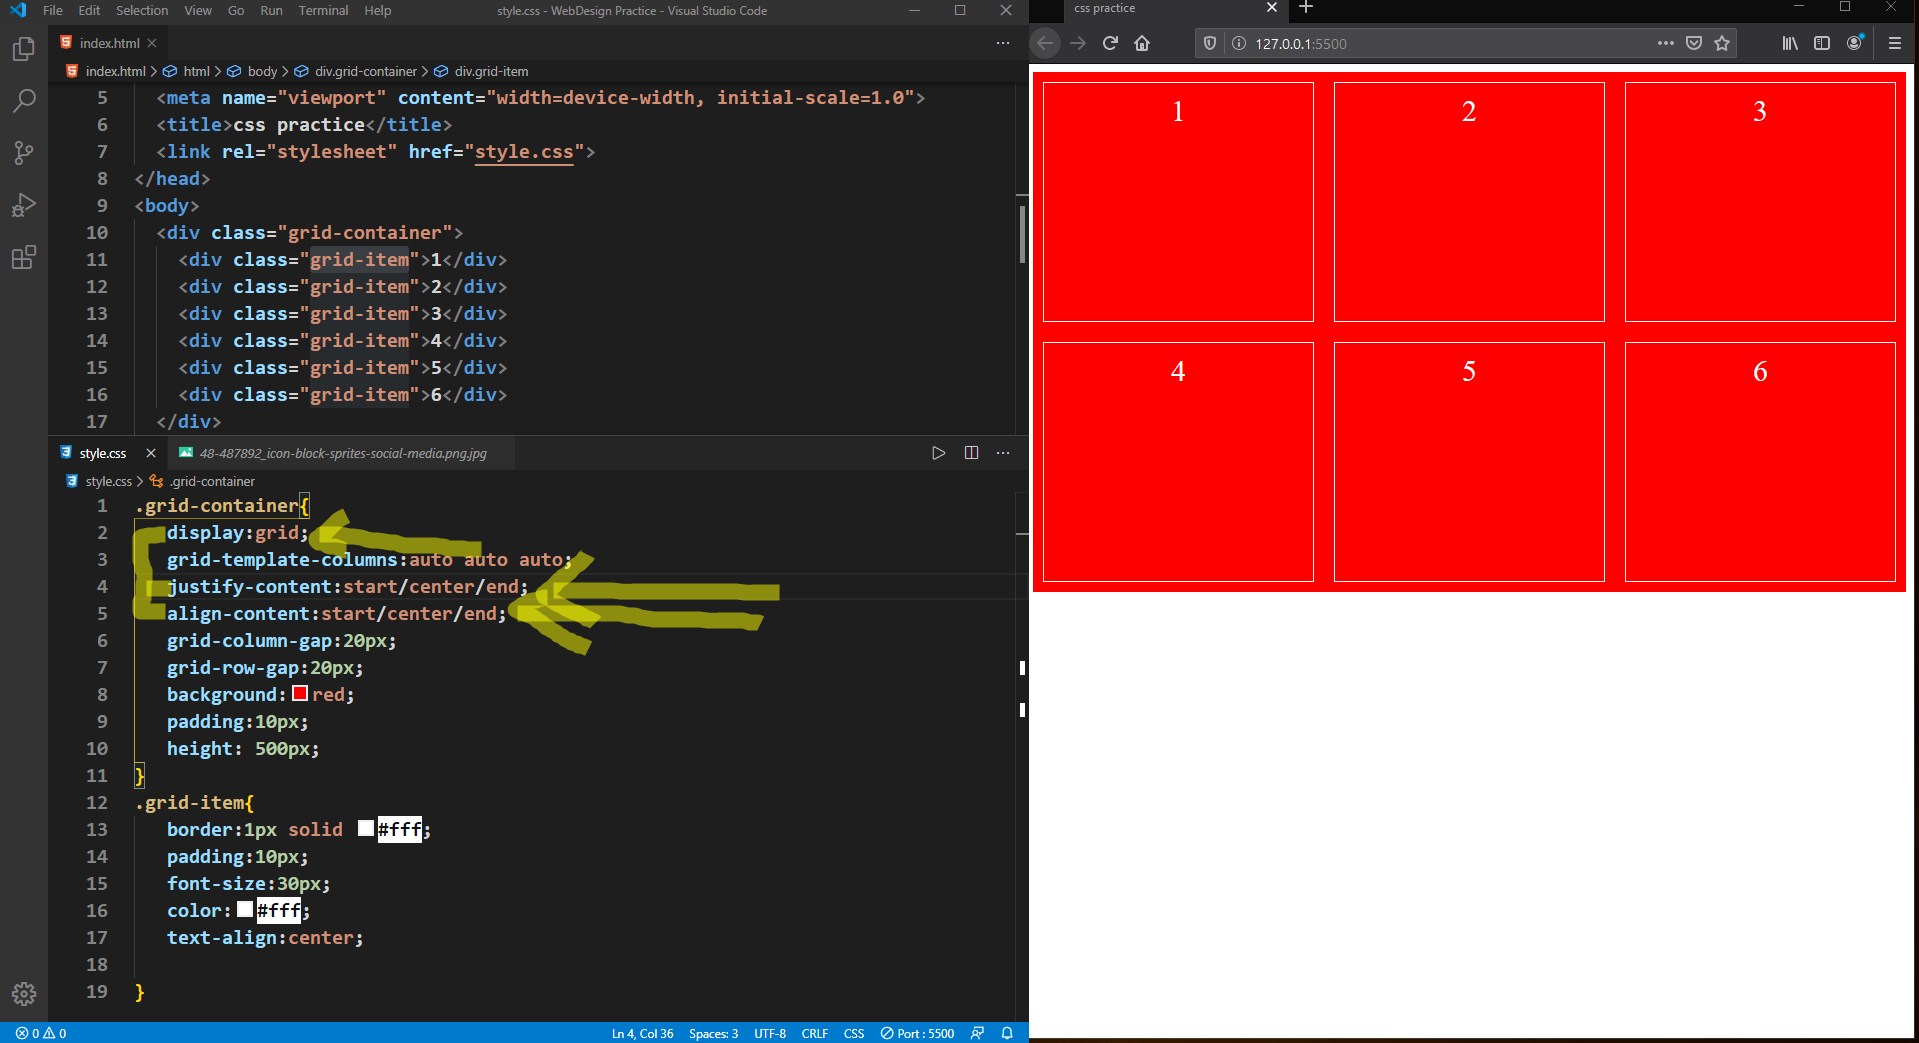 File Edit Selection View Go Run Terminal Help style.css - WebDesign Practice - Visual Studio Code
index.html
index.html > html > body > div.grid-container > div.grid-item
5 <meta name="viewport" content="width=device-width, initial-scale=1.0">
6 <title>css practice</title>
7 <link rel="stylesheet" href="style.css">
8 </head>
9 <body>
10 <div class="grid-container">
11 <div class="grid-item">1</div>
12 <div class="grid-item">2</div>
13 <div class="grid-item">3</div>
14 <div class="grid-item">4</div>
15 <div class="grid-item">5</div>
16 <div class="grid-item">6</div>
17 </div>
style.css 48-487892_icon-block-sprites-social-media.png.jpg
style.css > .grid-container
1 .grid-container{
2 display:grid;
3 grid-template-columns:auto auto auto;
4 justify-content:start/center/end;
5 align-content:start/center/end;
6 grid-column-gap:20px;
7 grid-row-gap:20px;
8 background:red;
9 padding:10px;
10 height: 500px;
11 }
12 .grid-item{
13 border:1px solid #fff;
14 padding:10px;
15 font-size:30px;
16 color:#fff;
17 text-align:center;
18
19 }
0 0 Ln 4, Col 36 Spaces: 3 UTF-8 CRLF CSS Port : 5500
css practice
127.0.0.1:5500
1 2 3
4 5 6